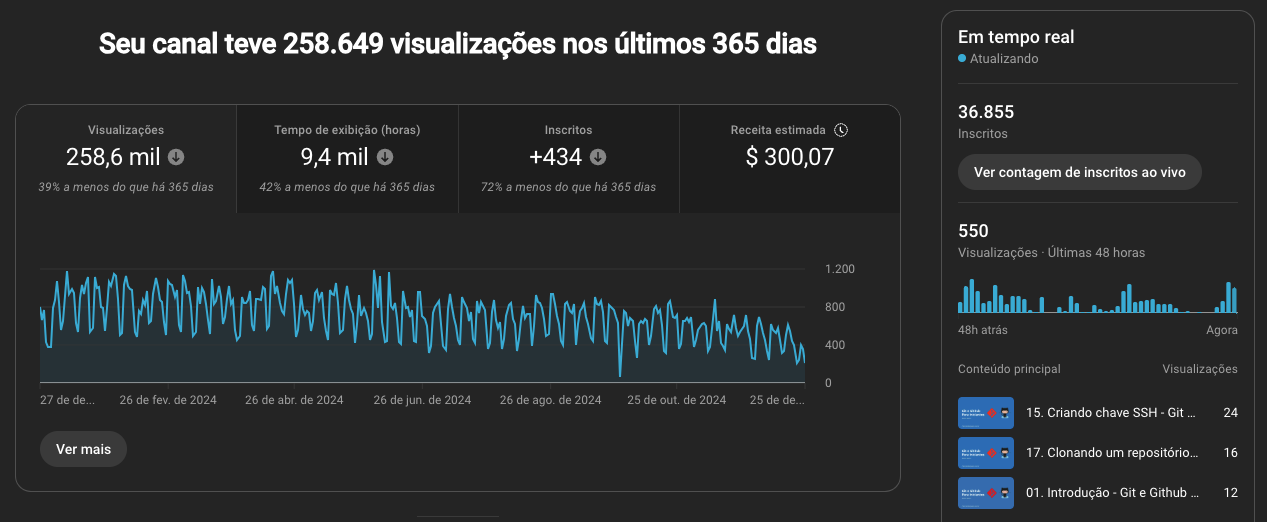 Seu canal teve 258.649 visualizações nos últimos 365 dias
Visualizações
258,6 mil
39% a menos do que há 365 dias
Tempo de exibição (horas)
9,4 mil
42% a menos do que há 365 dias
Inscritos
+434
72% a menos do que há 365 dias
Receita estimada
$ 300,07
1.200
800
400
0
27 de de...
26 de fev. de 2024
26 de abr. de 2024
26 de jun. de 2024
26 de ago. de 2024
25 de out. de 2024
25 de de...
Ver mais
Em tempo real
Atualizando
36.855
Inscritos
Ver contagem de inscritos ao vivo
550
Visualizações · Últimas 48 horas
48h atrás
Agora
Conteúdo principal
Visualizações
15. Criando chave SSH - Git ...
24
17. Clonando um repositório...
16
01. Introdução - Git e Github ...
12